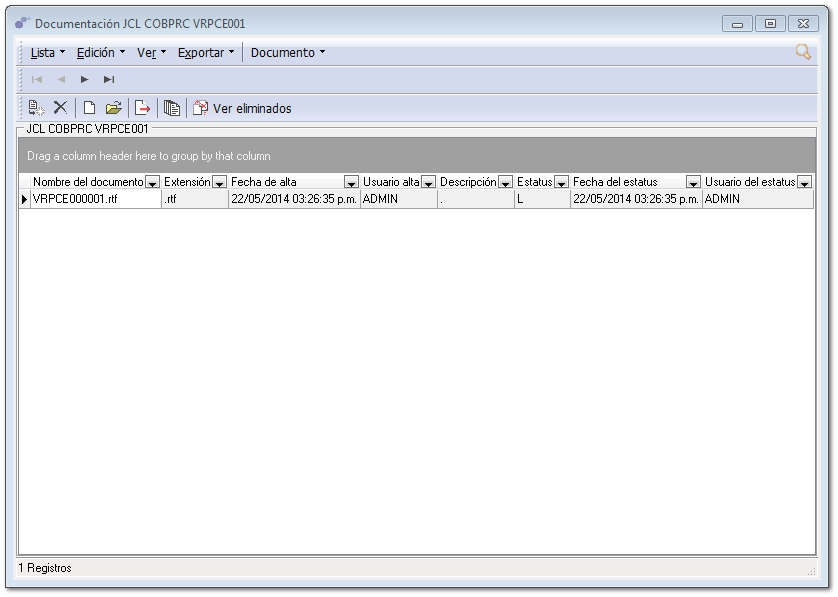 Documentación JCL COBPRC VRPCE001
Lista Edición Ver Exportar Documento
Ver eliminados
JCL COBPRC VRPCE001
Drag a column header here to group by that column
Nombre del documento Extensión Fecha de alta Usuario alta Descripción Estatus Fecha del estatus Usuario del estatus
VRPCE000001.rtf .rtf 22/05/2014 03:26:35 p.m. ADMIN . L 22/05/2014 03:26:35 p.m. ADMIN
1 Registros